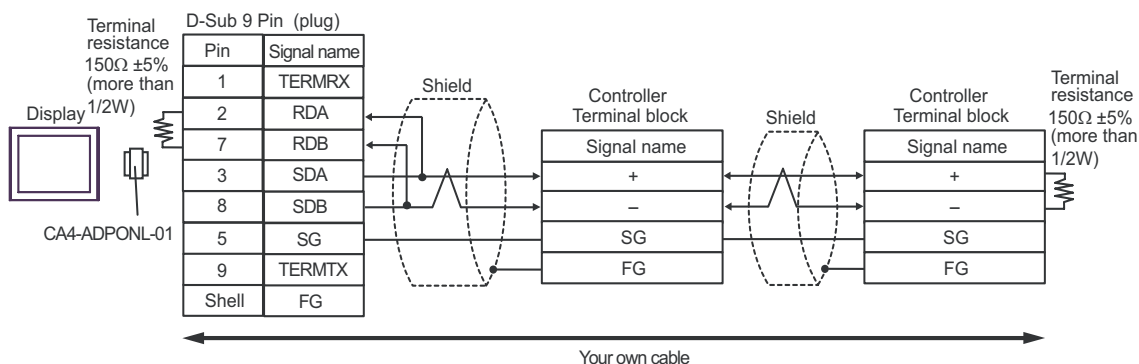 D-Sub 9 Pin (plug)
Terminal
resistance
150Ω ±5%
(more than
1/2W)
Display
CA4-ADPONL-01
Pin Signal name
1 TERMRX
2 RDA
7 RDB
3 SDA
8 SDB
5 SG
9 TERMTX
Shell FG
Shield
Controller
Terminal block
Signal name
+
–
SG
FG
Shield
Controller
Terminal block
Signal name
+
–
SG
FG
Terminal
resistance
150Ω ±5%
(more than
1/2W)
Your own cable